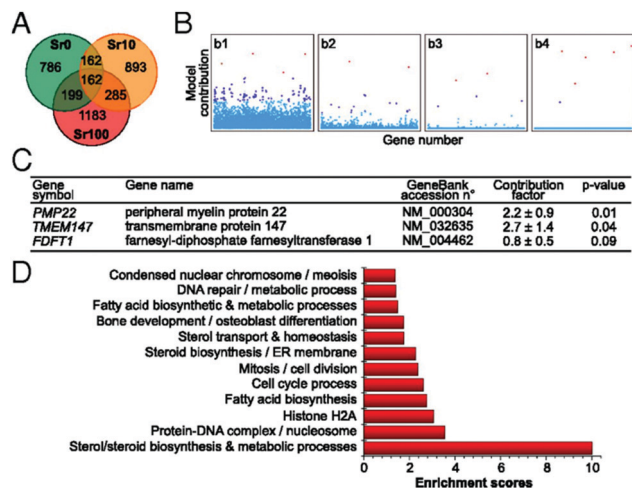 A
Sr0
Sr10
786
162
893
162
199
285
1183
Sr100
B
b1
b2
b3
b4
Model contribution
Gene number
C
Gene symbol Gene name GeneBank accession n° Contribution factor p-value
PMP22 peripheral myelin protein 22 NM_000304 2.2 ± 0.9 0.01
TMEM147 transmembrane protein 147 NM_032635 2.7 ± 1.4 0.04
FDFT1 farnesyl-diphosphate famesyltransferase 1 NM_004462 0.8 ± 0.5 0.09
D
Condensed nuclear chromosome / meoisis
DNA repair / metabolic process
Fatty acid biosynthetic & metabolic processes
Bone development / osteoblast differentiation
Sterol transport & homeostasis
Steroid biosynthesis / ER membrane
Mitosis / cell division
Cell cycle process
Fatty acid biosynthesis
Histone H2A
Protein-DNA complex / nucleosome
Sterol/steroid biosynthesis & metabolic processes
0 2 4 6 8 10
Enrichment scores